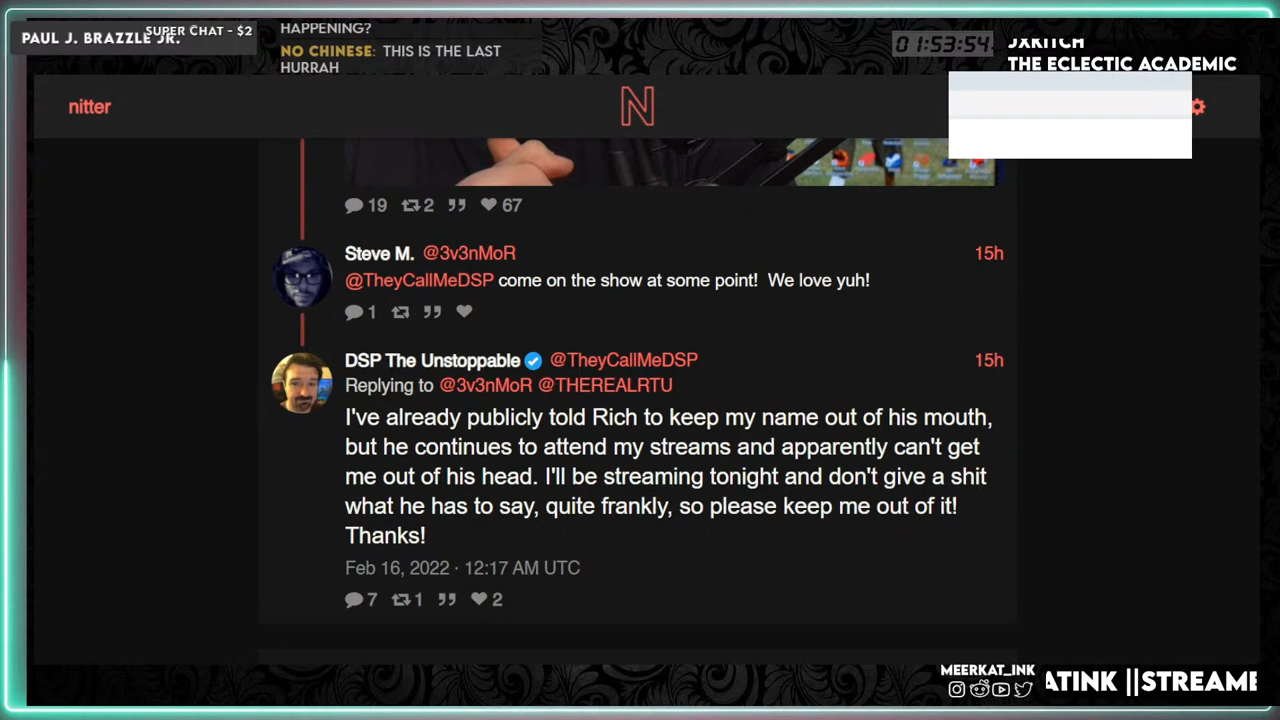 PAUL J. BRAZZLE JR.
SUPER CHAT - $2
HAPPENING?
NO CHINESE: THIS IS THE LAST
HURRAH
01:53:54
JXRITCH
THE ECLECTIC ACADEMIC
nitter
N
19 2 67
Steve M. @3v3nMoR 15h
@TheyCallMeDSP come on the show at some point! We love yuh!
1
DSP The Unstoppable @TheyCallMeDSP 15h
Replying to @3v3nMoR @THEREALRTU
I've already publicly told Rich to keep my name out of his mouth,
but he continues to attend my streams and apparently can't get
me out of his head. I'll be streaming tonight and don't give a shit
what he has to say, quite frankly, so please keep me out of it!
Thanks!
Feb 16, 2022 · 12:17 AM UTC
7 1 2
MEERKAT_INK
ATINK ||STREAME